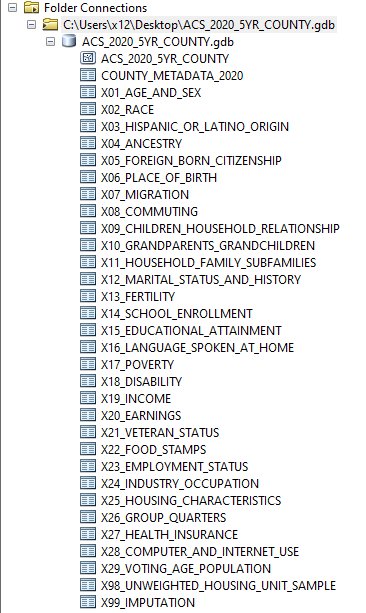 Folder Connections
C:\Users\x12\Desktop\ACS_2020_5YR_COUNTY.gdb
ACS_2020_5YR_COUNTY.gdb
ACS_2020_5YR_COUNTY
COUNTY_METADATA_2020
X01_AGE_AND_SEX
X02_RACE
X03_HISPANIC_OR_LATINO_ORIGIN
X04_ANCESTRY
X05_FOREIGN_BORN_CITIZENSHIP
X06_PLACE_OF_BIRTH
X07_MIGRATION
X08_COMMUTING
X09_CHILDREN_HOUSEHOLD_RELATIONSHIP
X10_GRANDPARENTS_GRANDCHILDREN
X11_HOUSEHOLD_FAMILY_SUBFAMILIES
X12_MARITAL_STATUS_AND_HISTORY
X13_FERTILITY
X14_SCHOOL_ENROLLMENT
X15_EDUCATIONAL_ATTAINMENT
X16_LANGUAGE_SPOKEN_AT_HOME
X17_POVERTY
X18_DISABILITY
X19_INCOME
X20_EARNINGS
X21_VETERAN_STATUS
X22_FOOD_STAMPS
X23_EMPLOYMENT_STATUS
X24_INDUSTRY_OCCUPATION
X25_HOUSING_CHARACTERISTICS
X26_GROUP_QUARTERS
X27_HEALTH_INSURANCE
X28_COMPUTER_AND_INTERNET_USE
X29_VOTING_AGE_POPULATION
X98_UNWEIGHTED_HOUSING_UNIT_SAMPLE
X99_IMPUTATION